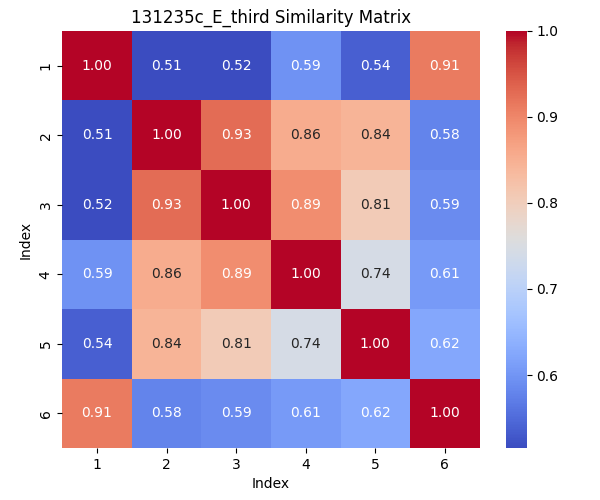 131235c_E_third Similarity Matrix
1 1.00 0.51 0.52 0.59 0.54 0.91
2 0.51 1.00 0.93 0.86 0.84 0.58
3 0.52 0.93 1.00 0.89 0.81 0.59
4 0.59 0.86 0.89 1.00 0.74 0.61
5 0.54 0.84 0.81 0.74 1.00 0.62
6 0.91 0.58 0.59 0.61 0.62 1.00
Index
1 2 3 4 5 6
Index
1.0
0.9
0.8
0.7
0.6